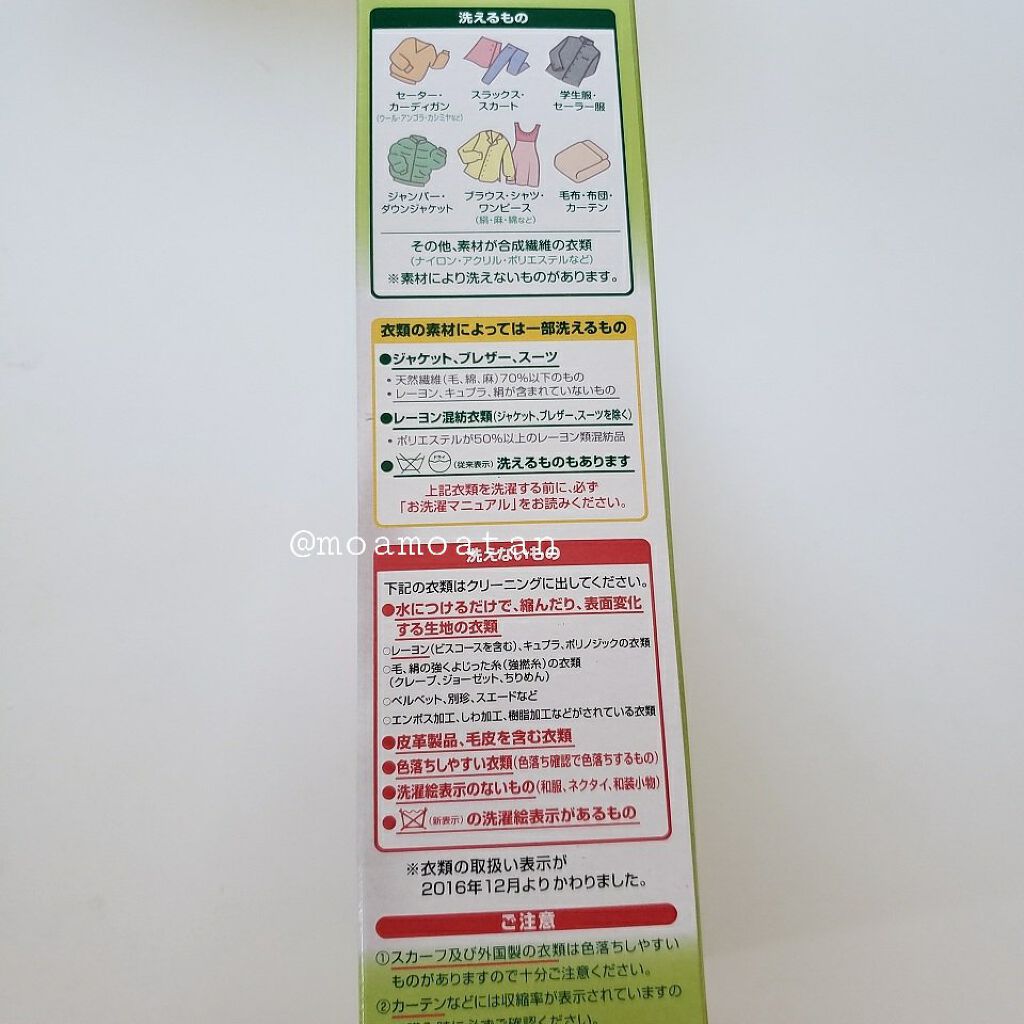 洗えるもの
セーター・ スラックス・ 学生服・
カーディガン スカート セーラー服
(ウール・アンゴラ・カシミヤなど)
ジャンパー・ ブラウス・シャツ・ 毛布・布団・
ダウンジャケット ワンピース カーテン
(絹・麻・綿など)
その他、素材が合成繊維の衣類
(ナイロン・アクリル・ポリエステルなど)
※素材により洗えないものがあります。
衣類の素材によっては一部洗えるもの
●ジャケット、ブレザー、スーツ
・天然繊維(毛、綿、麻)70%以下のもの
・レーヨン、キュプラ、絹が含まれていないもの
●レーヨン混紡衣類(ジャケット、ブレザー、スーツを除く)
・ポリエステルが50%以上のレーヨン類混紡品
● ドライ (従来表示) 洗えるものもあります
上記衣類を洗濯する前に、必ず
「お洗濯マニュアル」をお読みください。
@moamoatan
洗えないもの
下記の衣類はクリーニングに出してください。
●水につけるだけで、縮んだり、表面変化
する生地の衣類
○レーヨン(ビスコースを含む)、キュプラ、ポリノジックの衣類
○毛、絹の強くよじった糸(強撚糸)の衣類
(クレープ、ジョーゼット、ちりめん)
○ベルベット、別珍、スエードなど
○エンボス加工、しわ加工、樹脂加工などがされている衣類
●皮革製品、毛皮を含む衣類
●色落ちしやすい衣類(色落ち確認で色落ちするもの)
●洗濯絵表示のないもの(和服、ネクタイ、和装小物)
● (新表示) の洗濯絵表示があるもの
※衣類の取扱い表示が
2016年12月よりかわりました。
ご注意
①スカーフ及び外国製の衣類は色落ちしやすい
ものがありますので十分ご注意ください。
②カーテンなどには収縮率が表示されていますの